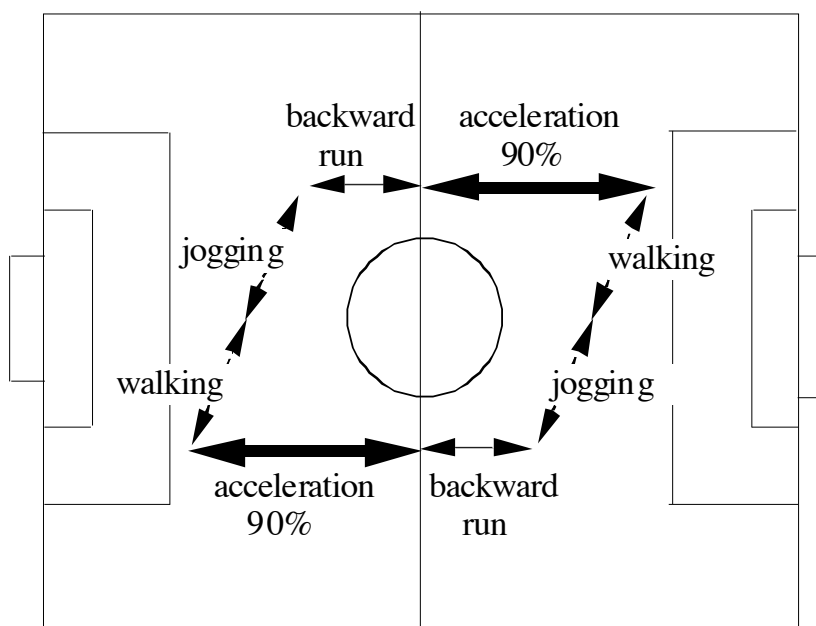 backward
run
acceleration
90%
jogging
walking
walking
jogging
acceleration
90%
backward
run